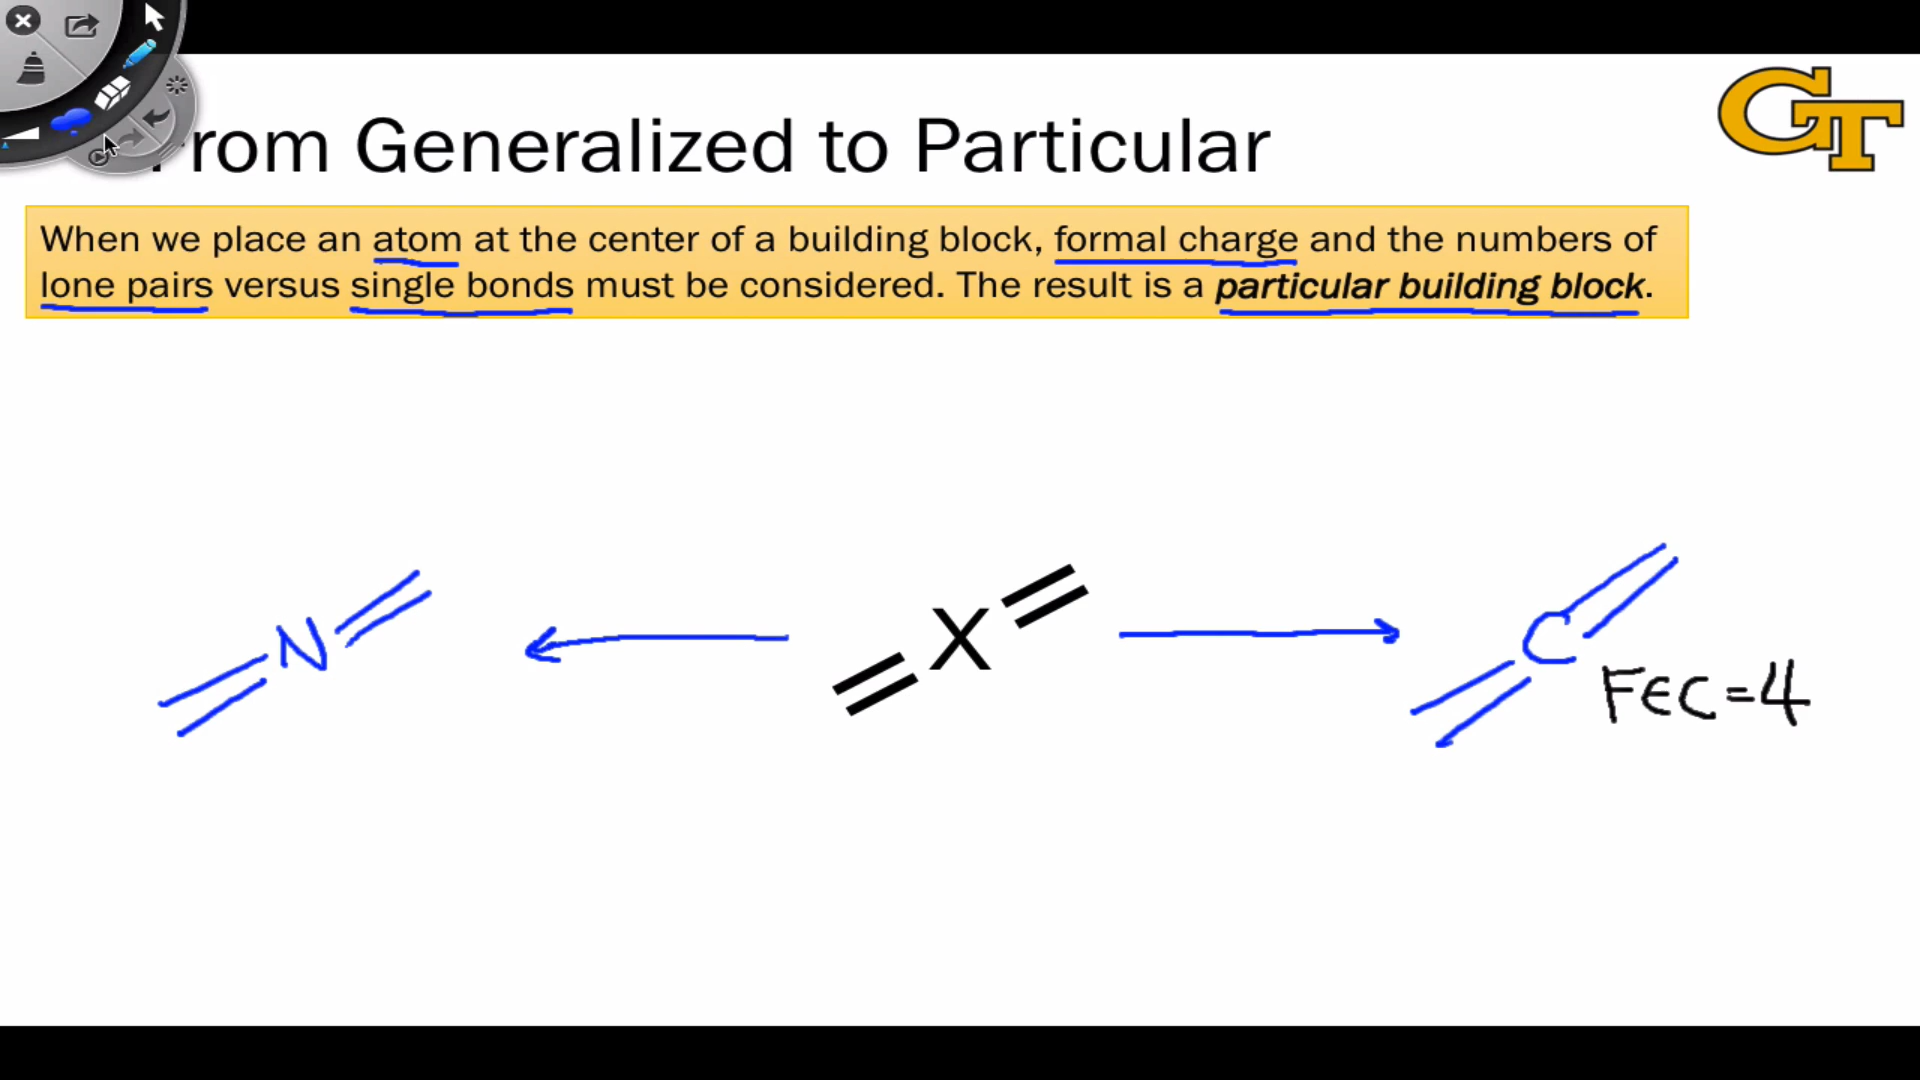 From Generalized to Particular
GT
When we place an atom at the center of a building block, formal charge and the numbers of
lone pairs versus single bonds must be considered. The result is a particular building block.
N
X
C
FEC=4